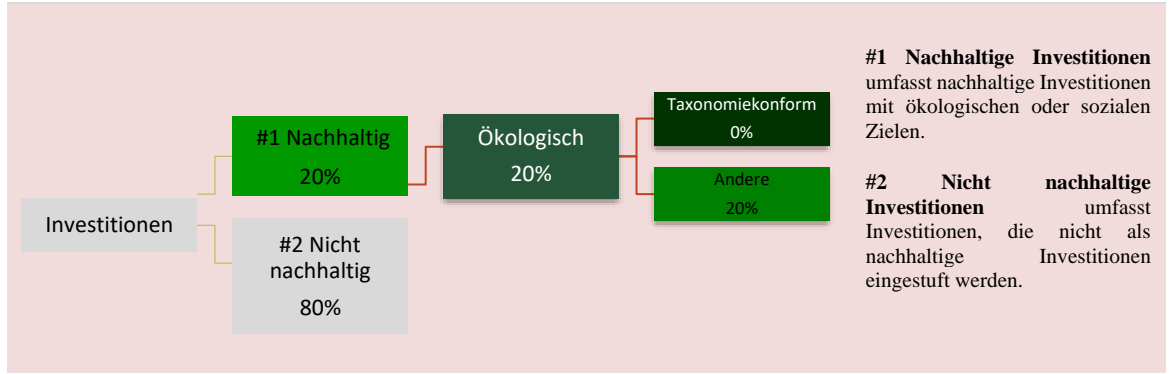 Investitionen
#1 Nachhaltig
20%
#2 Nicht
nachhaltig
80%
Ökologisch
20%
Taxonomiekonform
0%
Andere
20%
#1 Nachhaltige Investitionen
umfasst nachhaltige Investitionen
mit ökologischen oder sozialen
Zielen.
#2 Nicht nachhaltige
Investitionen umfasst
Investitionen, die nicht als
nachhaltige Investitionen
eingestuft werden.